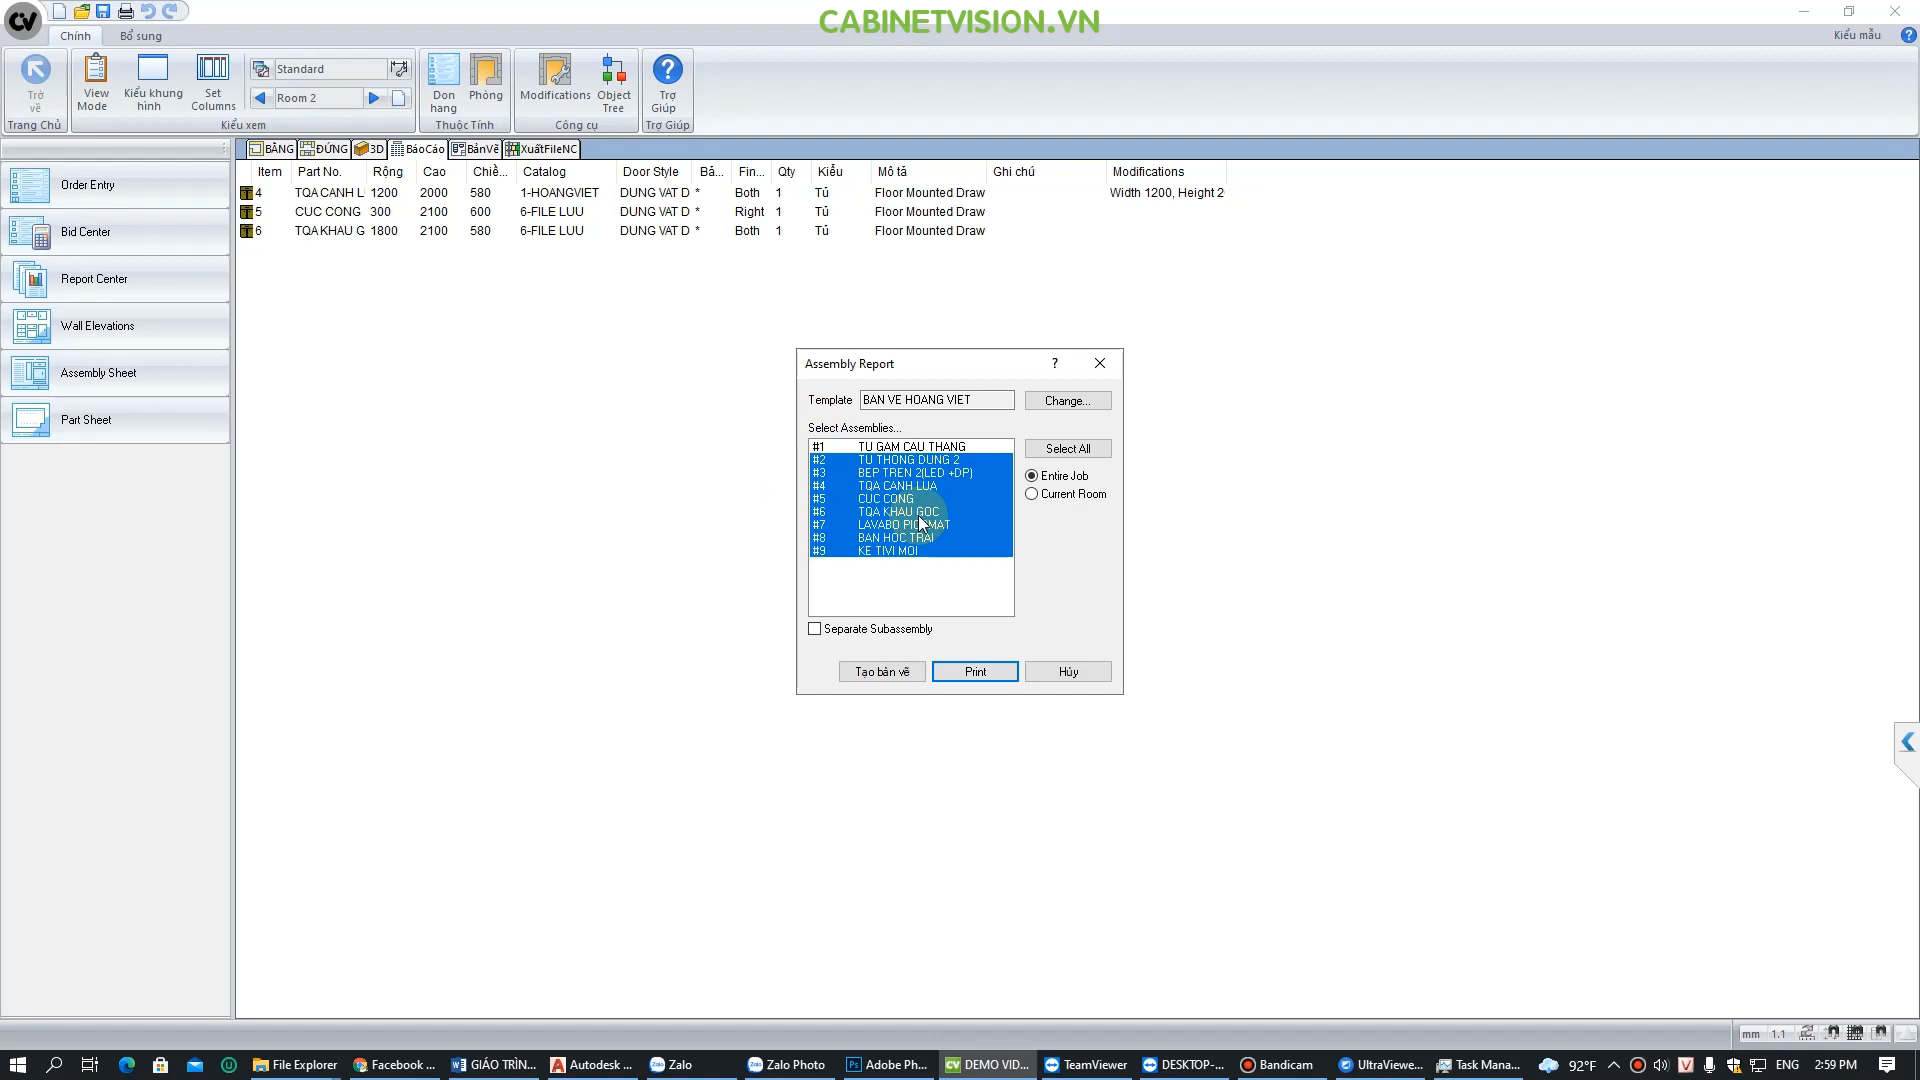 CABINETVISION.VN
Chính
Bổ sung
Kiểu mẫu
Trở về
View Mode
Kiểu khung hình
Set Columns
Standard
Room 2
Don hang
Phòng
Modifications
Object Tree
Trợ Giúp
Trang Chủ
Kiểu xem
Thuộc Tính
Công cụ
Trợ Giúp
BẰNG
ĐỨNG
3D
BáoCáo
BảnVẽ
XuấtFileNC
Order Entry
Bid Center
Report Center
Wall Elevations
Assembly Sheet
Part Sheet
Item Part No. Rộng Cao Chiề... Catalog Door Style Bả... Fin... Qty Kiểu Mô tả Ghi chú Modifications
4 TQA CANH L 1200 2000 580 1-HOANGVIET DUNG VAT D * Both 1 Tủ Floor Mounted Draw Width 1200, Height 2
5 CUC CONG 300 2100 600 6-FILE LUU DUNG VAT D * Right 1 Tủ Floor Mounted Draw
6 TQA KHAU G 1800 2100 580 6-FILE LUU DUNG VAT D * Both 1 Tủ Floor Mounted Draw
Assembly Report
?
Template BAN VE HOANG VIET Change...
Select Assemblies...
#1 TU GAM CAU THANG
#2 TU THONG DUNG 2
#3 BEP TREN 2(LED +DP)
#4 TQA CANH LUA
#5 CUC CONG
#6 TQA KHAU GOC
#7 LAVABO
#8 BAN HOC TRAI
#9 KE TIVI MOI
Select All
Entire Job
Current Room
Separate Subassembly
Tạo bản vẽ
Print
Hủy
mm 1.1
File Explorer
Facebook ...
GIÁO TRÌN...
Autodesk ...
Zalo
Zalo Photo
Adobe Ph...
DEMO VID...
TeamViewer
DESKTOP-...
Bandicam
UltraViewe...
Task Mana...
92°F
ENG
2:59 PM